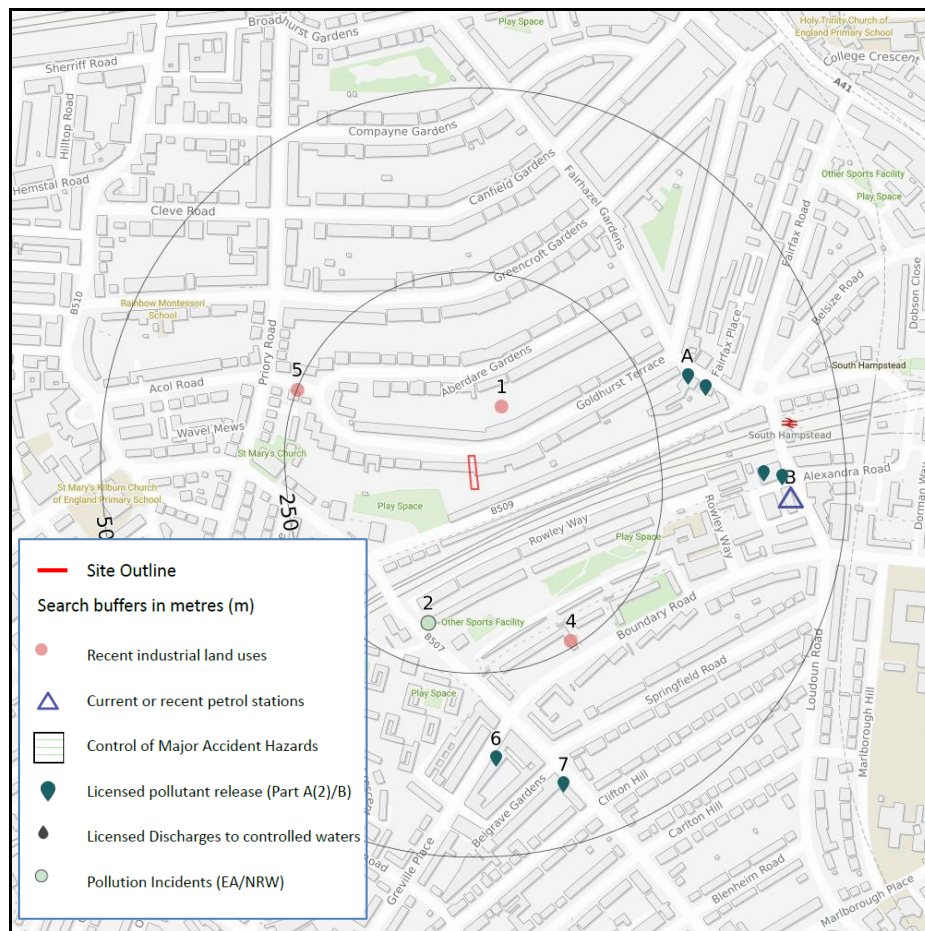 Broad
hurst Gardens
Play Space
Holy Trinity Church of
England Primary School
Sherriff Road
College Crescent
A41
Hilltop Road
Compayne Gardens
Hemstal Road
Canfield Gardens
Fairhazel Gardens
Other Sports Facility
Play Space
Cleve Road
Fairfax Road
Greencroft Gardens
Belsize Road
Dobson Close
B510
Rainbow Montessori
School
Priory Road
Aberdare Gardens
A
Fairfax Place
South Hampstead
5
Acol Road
1
Goldhurst Terrace
Wavel Mews
South Hampstead
St Mary's Church
Alexandra Road
B
St Mary's Kilburn Church
of England Primary School
Play Space
B509
Rowley Way
Rowley Way
Dorman Way
50
250
Play Space
Site Outline
Search buffers in metres (m)
Recent industrial land uses
Current or recent petrol stations
Control of Major Accident Hazards
Licensed pollutant release (Part A(2)/B)
Licensed Discharges to controlled waters
Pollution Incidents (EA/NRW)
2
Other Sports Facility
B507
4
Boundary Road
Springfield Road
Loudoun Road
Marlborough Hill
Play Space
6
7
Belgrave Gardens
Clifton Hill
Carlton Hill
Greville Place
Blenheim Road
Marlborough Place